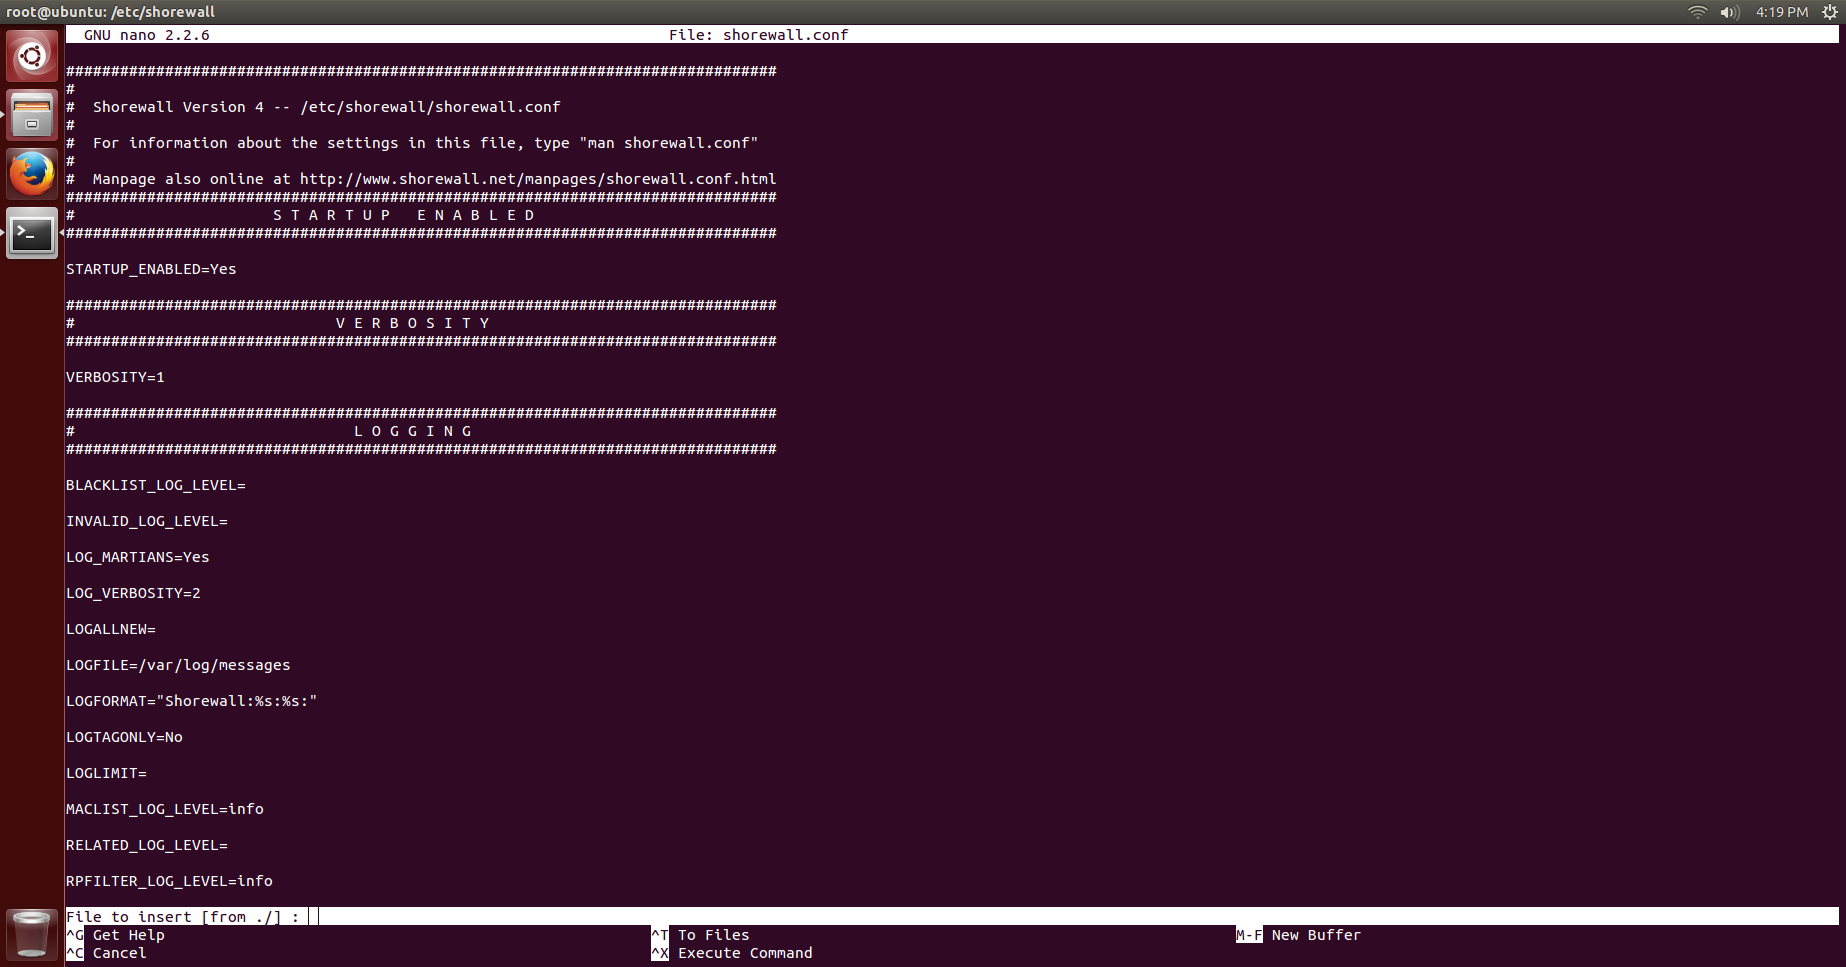 root@ubuntu: /etc/shorewall
4:19 PM
GNU nano 2.2.6 File: shorewall.conf
###############################################################################
#
# Shorewall Version 4 -- /etc/shorewall/shorewall.conf
#
# For information about the settings in this file, type "man shorewall.conf"
#
# Manpage also online at http://www.shorewall.net/manpages/shorewall.conf.html
###############################################################################
# S T A R T U P   E N A B L E D
###############################################################################
STARTUP_ENABLED=Yes
###############################################################################
# V E R B O S I T Y
###############################################################################
VERBOSITY=1
###############################################################################
# L O G G I N G
###############################################################################
BLACKLIST_LOG_LEVEL=
INVALID_LOG_LEVEL=
LOG_MARTIANS=Yes
LOG_VERBOSITY=2
LOGALLNEW=
LOGFILE=/var/log/messages
LOGFORMAT="Shorewall:%s:%s:"
LOGTAGONLY=No
LOGLIMIT=
MACLIST_LOG_LEVEL=info
RELATED_LOG_LEVEL=
RPFILTER_LOG_LEVEL=info
File to insert [from ./] :
^G Get Help ^T To Files M-F New Buffer
^C Cancel ^X Execute Command